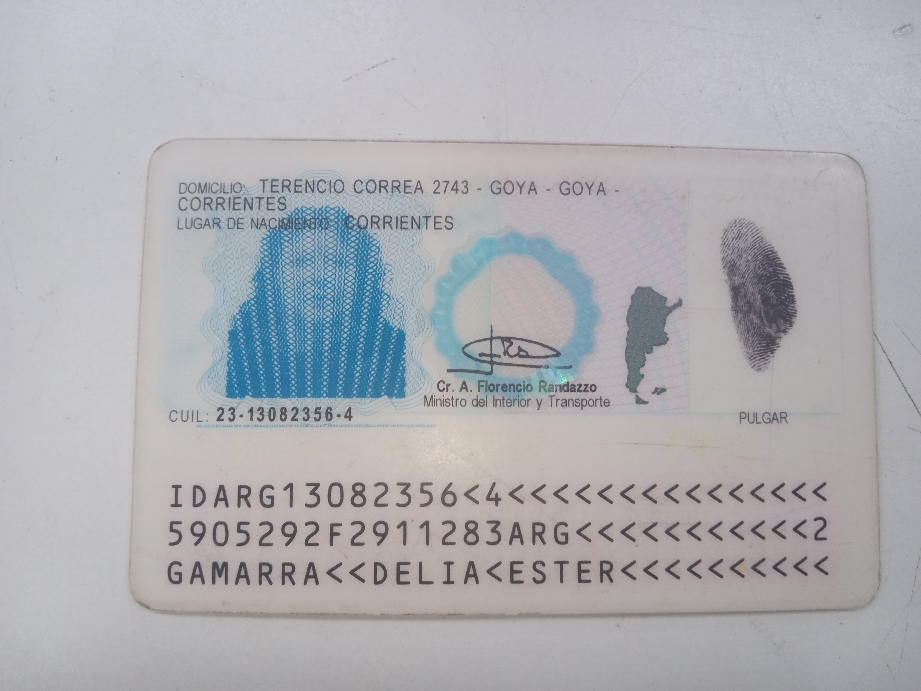 DOMICILIO: TERENCIO CORREA 2743 - GOYA - GOYA -
CORRIENTES
LUGAR DE NACIMIENTO CORRIENTES
Cr. A. Florencio Randazzo
Ministro del Interior y Transporte
CUIL: 23-13082356-4
PULGAR
IDARG13082356<4<<<<<<<<<<<<<<<
5905292F2911283ARG<<<<<<<<<<<2
GAMARRA<<DELIA<ESTER<<<<<<<<<<